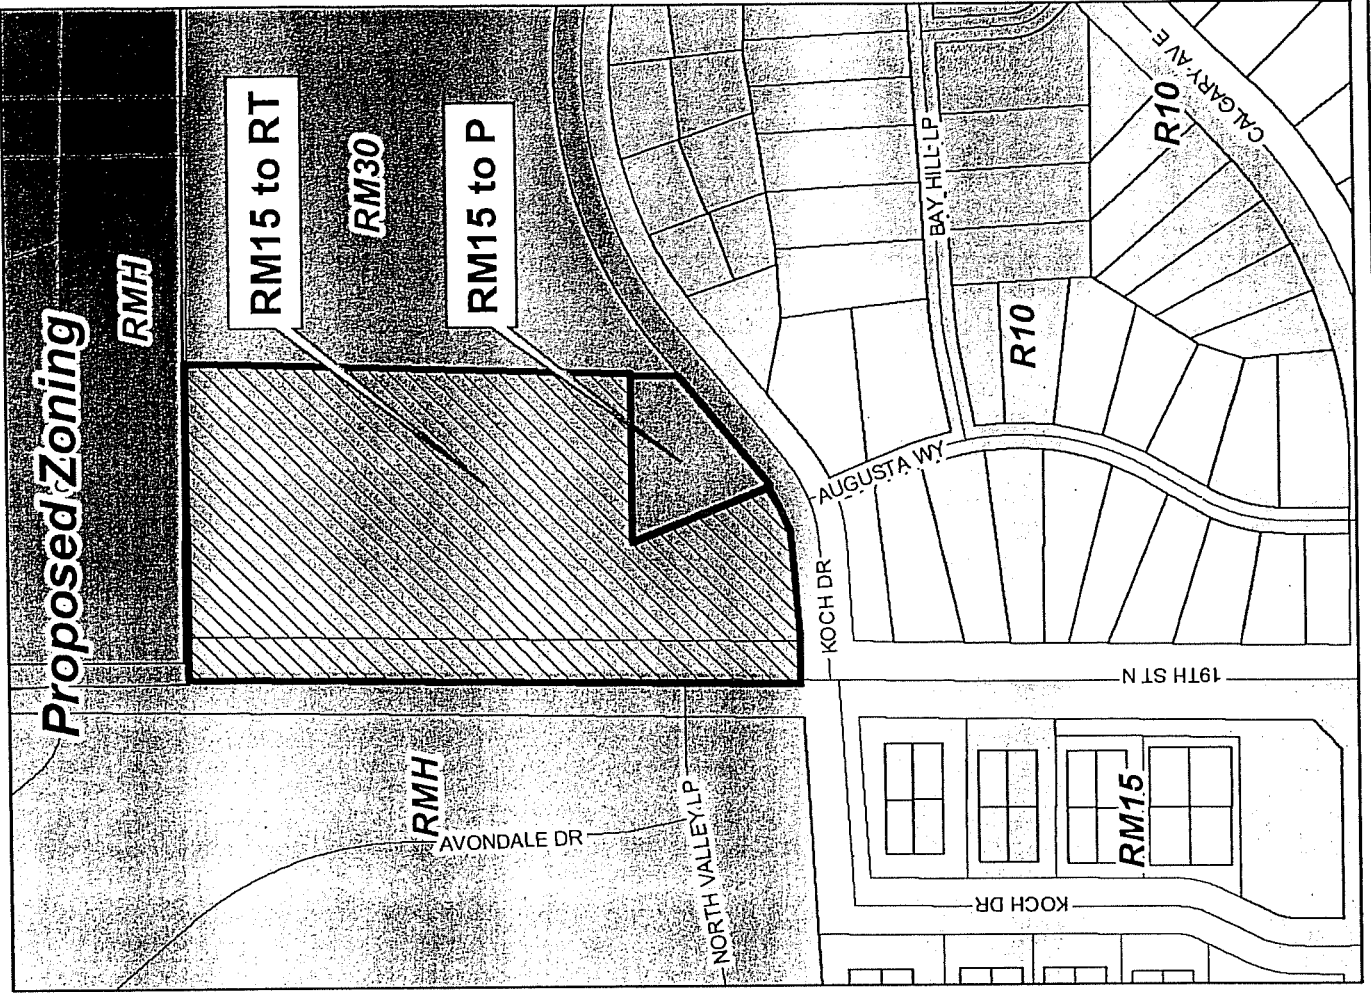 Proposed Zoning
RMH
RM15 to RT
RM30
RM15 to P
BAY HILL LP
R10
CALGARY AVE
R10
AUGUSTA WY
KOCH DR
19TH ST N
RMH
AVONDALE DR
NORTH VALLEY LP
RM15
KOCH DR